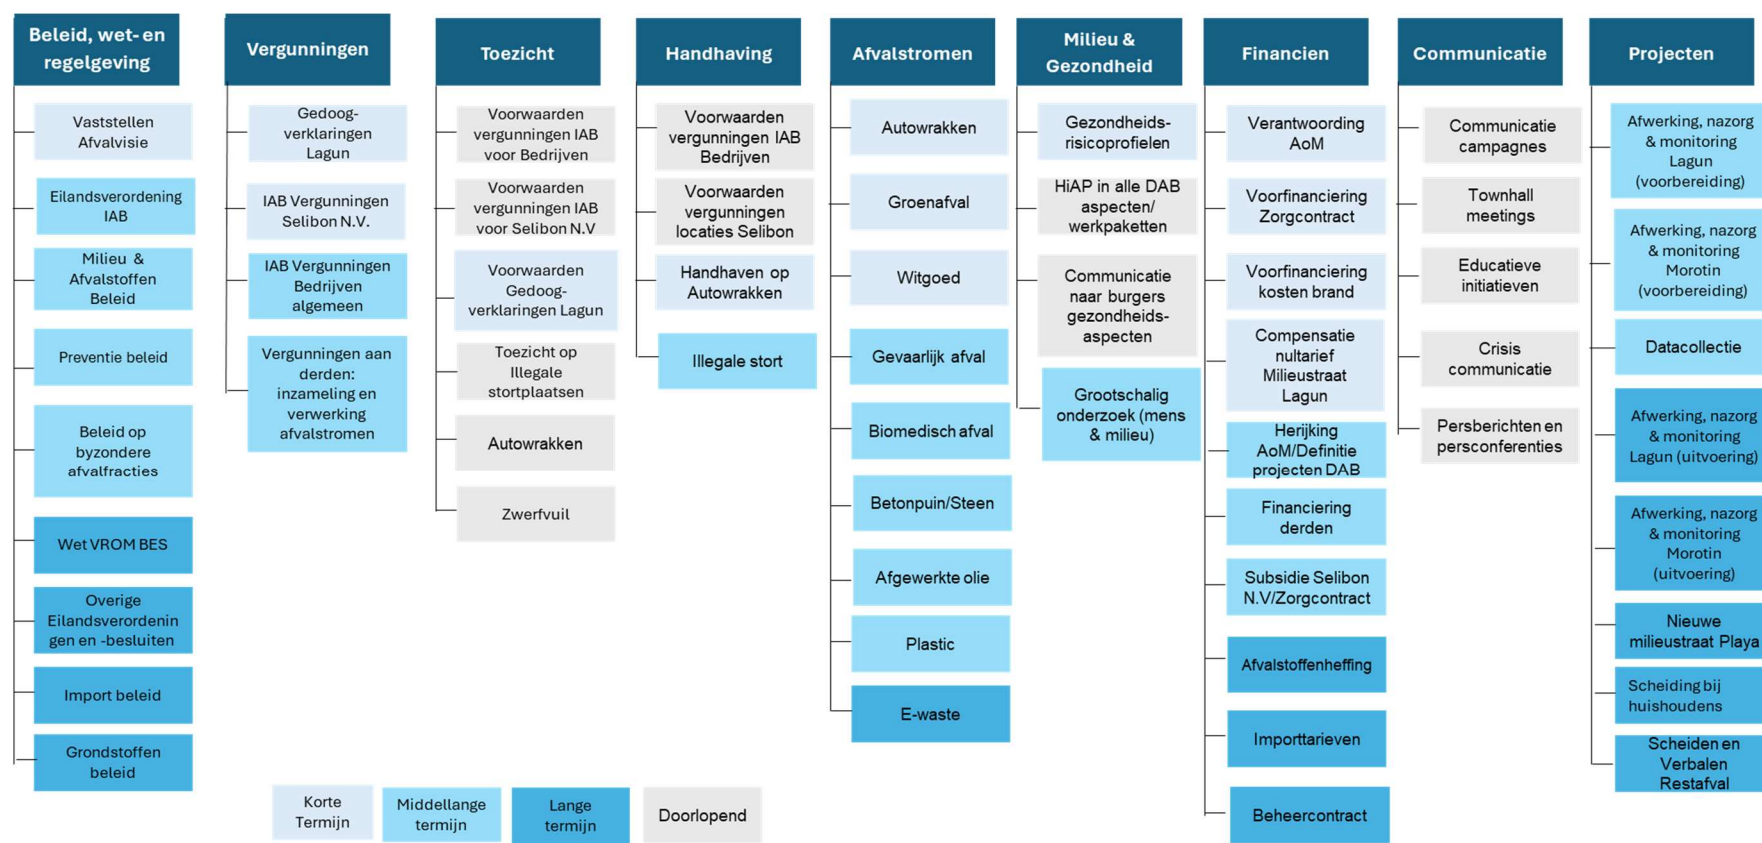 Beleid, wet- en
regelgeving
Vaststellen
Afvalvisie
Eilandsverordening
IAB
Milieu &
Afvalstoffen
Beleid
Preventie beleid
Beleid op
byzondere
afvalfracties
Wet VROM BES
Overige
Eilandsverordenin
gen en -besluiten
Import beleid
Grondstoffen
beleid
Vergunningen
Gedoog-
verklaringen
Lagun
IAB Vergunningen
Selibon N.V.
IAB Vergunningen
Bedrijven
algemeen
Vergunningen aan
derden:
inzameling en
verwerking
afvalstromen
Toezicht
Voorwaarden
vergunningen IAB
voor Bedrijven
Voorwaarden
vergunningen IAB
voor Selibon N.V
Voorwaarden
Gedoog-
verklaringen Lagun
Toezicht op
Illegale
stortplaatsen
Autowrakken
Zwerfvuil
Handhaving
Voorwaarden
vergunningen IAB
Bedrijven
Voorwaarden
vergunningen
locaties Selibon
Handhaven op
Autowrakken
Illegale stort
Afvalstromen
Autowrakken
Groenafval
Witgoed
Gevaarlijk afval
Biomedisch afval
Betonpuin/Steen
Afgewerkte olie
Plastic
E-waste
Milieu &
Gezondheid
Gezondheids-
risicoprofielen
HiAP in alle DAB
aspecten/
werkpaketten
Communicatie
naar burgers
gezondheids-
aspecten
Grootschalig
onderzoek (mens
& milieu)
Financien
Verantwoording
AoM
Voorfinanciering
Zorgcontract
Voorfinanciering
kosten brand
Compensatie
nultarief
Milieustraat
Lagun
Herijking
AoM/Definitie
projecten DAB
Financiering
derden
Subsidie Selibon
N.V/Zorgcontract
Afvalstoffenheffing
Importtarieven
Beheercontract
Communicatie
Communicatie
campagnes
Townhall
meetings
Educatieve
initiatieven
Crisis
communicatie
Persberichten en
persconferenties
Projecten
Afwerking, nazorg
& monitoring
Lagun
(voorbereiding)
Afwerking, nazorg
& monitoring
Morotin
(voorbereiding)
Datacollectie
Afwerking, nazorg
& monitoring
Lagun (uitvoering)
Afwerking, nazorg
& monitoring
Morotin
(uitvoering)
Nieuwe
milieustraat Playa
Scheiding bij
huishoudens
Scheiden en
Verbalen
Restafval
Korte
Termijn
Middellange
termijn
Lange
termijn
Doorlopend